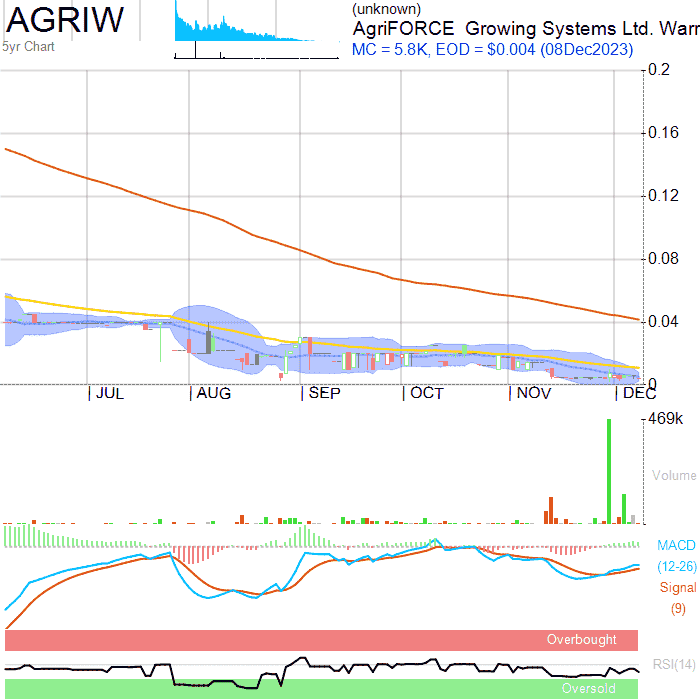 AGRIW
5yr Chart
(unknown)
AgriFORCE Growing Systems Ltd. Warr
MC = 5.8K, EOD = $0.004 (08Dec2023)
0.2
0.16
0.12
0.08
0.04
0
JUL AUG SEP OCT NOV DEC
469k
Volume
MACD
(12-26)
Signal
(9)
Overbought
RSI(14)
Oversold